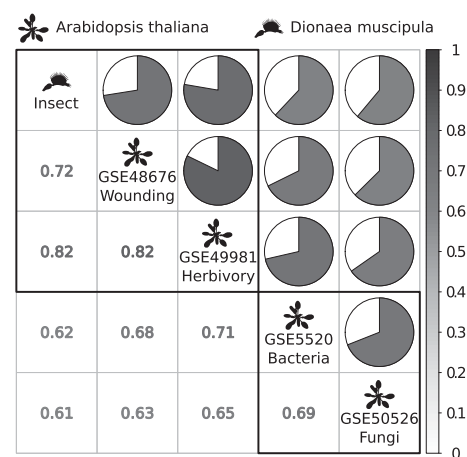 Arabidopsis thaliana
Dionaea muscipula
Insect
1
0.9
0.72
GSE48676
Wounding
0.8
0.7
0.82
0.82
GSE49981
Herbivory
0.6
0.5
0.4
0.62
0.68
0.71
GSE5520
Bacteria
0.3
0.2
0.61
0.63
0.65
0.69
GSE50526
Fungi
0.1
0